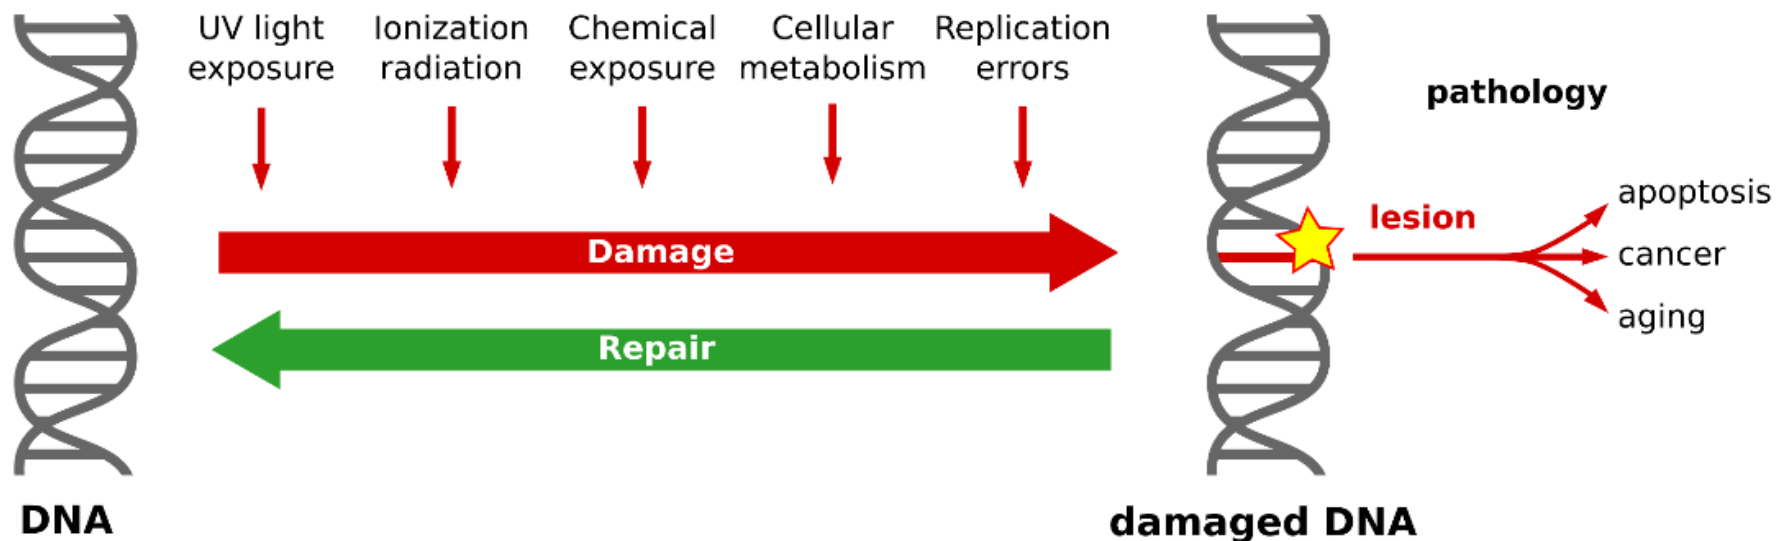 UV light
exposure
Ionization
radiation
Chemical
exposure
Cellular
metabolism
Replication
errors
pathology
Damage
Repair
lesion
apoptosis
cancer
aging
DNA
damaged DNA